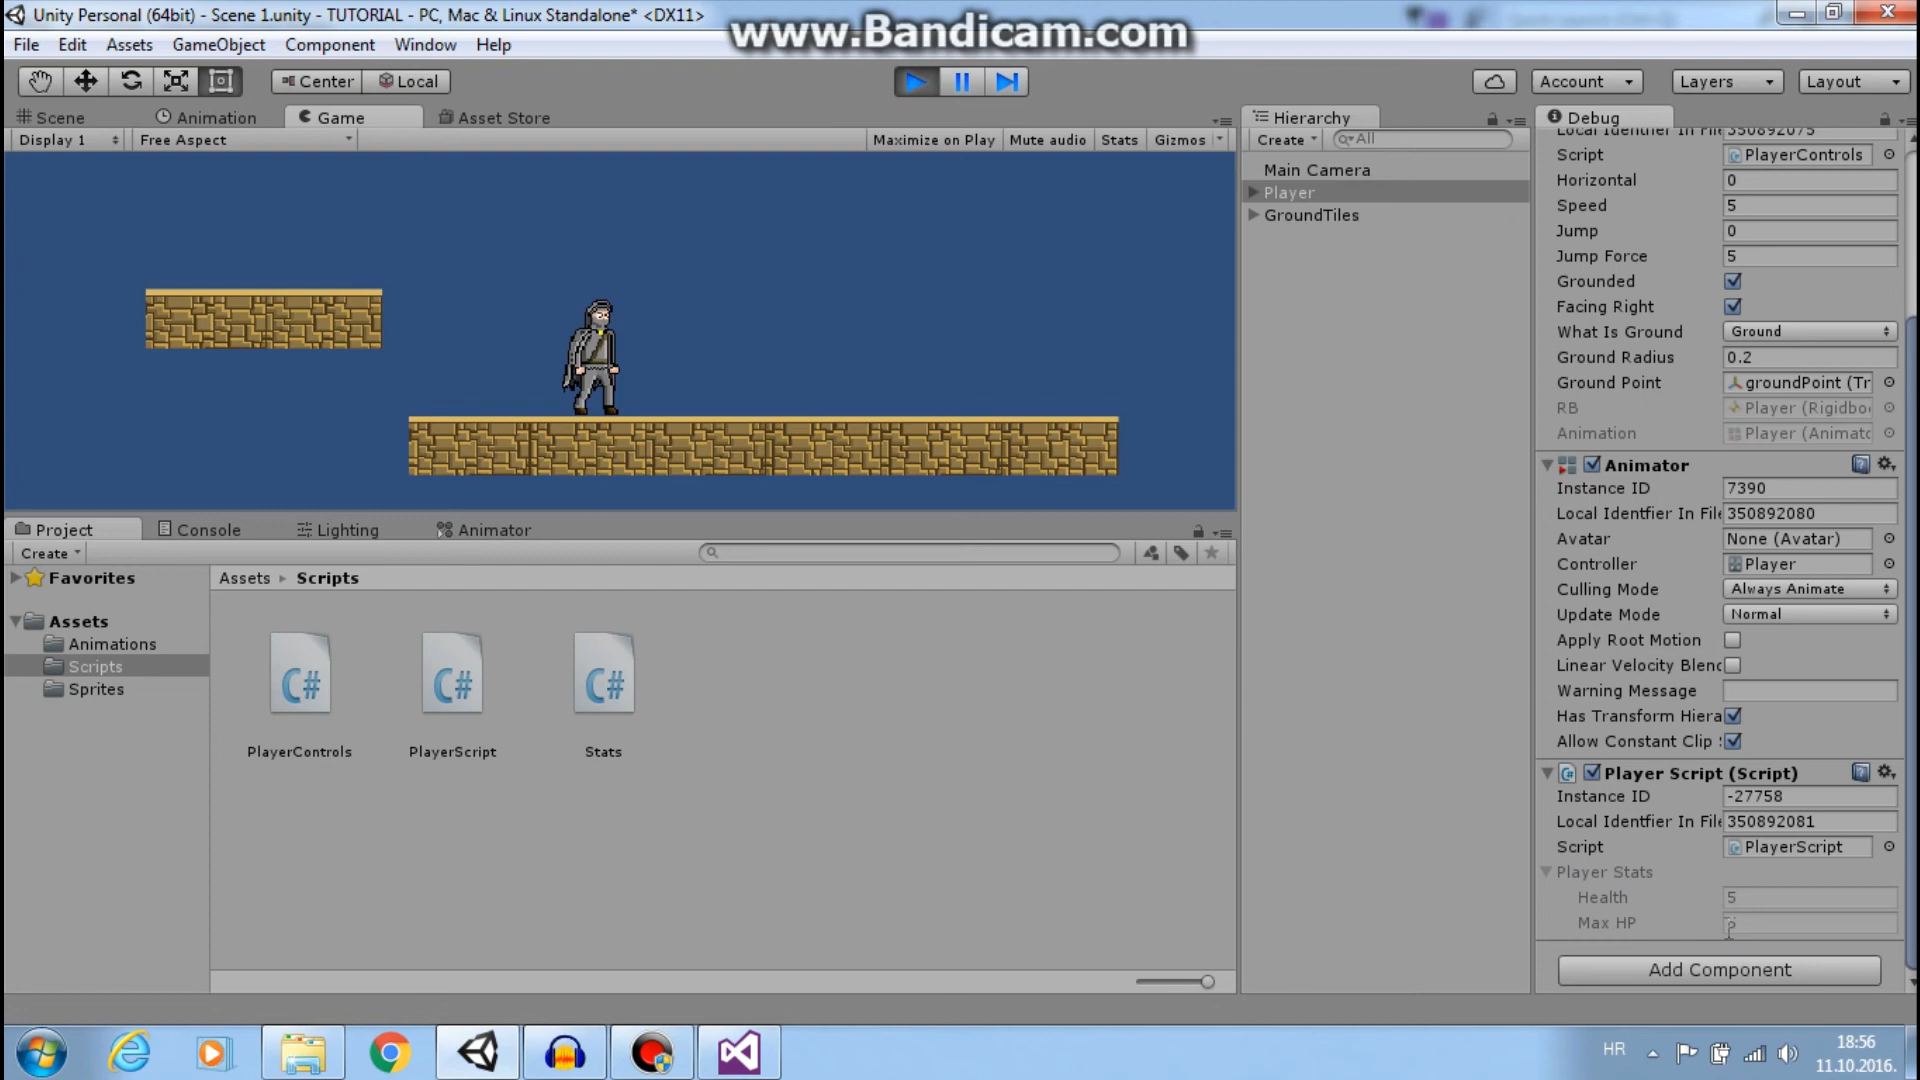 Unity Personal (64bit) - Scene 1.unity - TUTORIAL - PC, Mac & Linux Standalone* <DX11>
www.Bandicam.com
File Edit Assets GameObject Component Window Help
Center Local
Account Layers Layout
Scene Animation Game Asset Store
Display 1 Free Aspect Maximize on Play Mute audio Stats Gizmos
Hierarchy
Create All
Main Camera
Player
GroundTiles
Debug
Local Identfier In File 350892075
Script PlayerControls
Horizontal 0
Speed 5
Jump 0
Jump Force 5
Grounded
Facing Right
What Is Ground Ground
Ground Radius 0.2
Ground Point groundPoint (Tr
RB Player (Rigidbo
Animation Player (Animato
Animator
Instance ID 7390
Local Identfier In File 350892080
Avatar None (Avatar)
Controller Player
Culling Mode Always Animate
Update Mode Normal
Apply Root Motion
Linear Velocity Blenc
Warning Message
Has Transform Hiera
Allow Constant Clip
Player Script (Script)
Instance ID -27758
Local Identfier In File 350892081
Script PlayerScript
Player Stats
Health 5
Max HP
Add Component
Project Console Lighting Animator
Create
Favorites
Assets
Animations
Scripts
Sprites
Assets Scripts
C# C# C#
PlayerControls PlayerScript Stats
HR
18:56
11.10.2016.